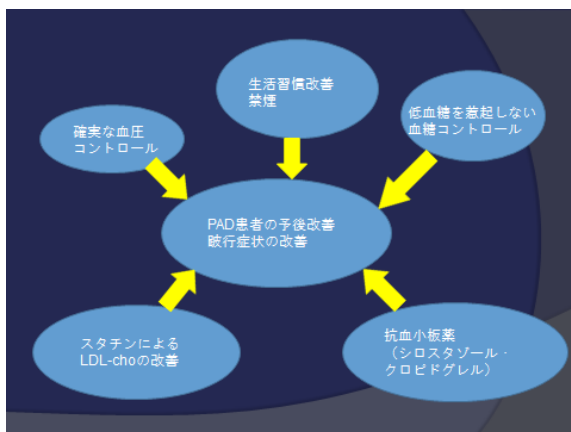 生活習慣改善
禁煙
低血糖を惹起しない
血糖コントロール
確実な血圧
コントロール
PAD患者の予後改善
跛行症状の改善
スタチンによる
LDL-choの改善
抗血小板薬
（シロスタゾール・
クロピドグレル）